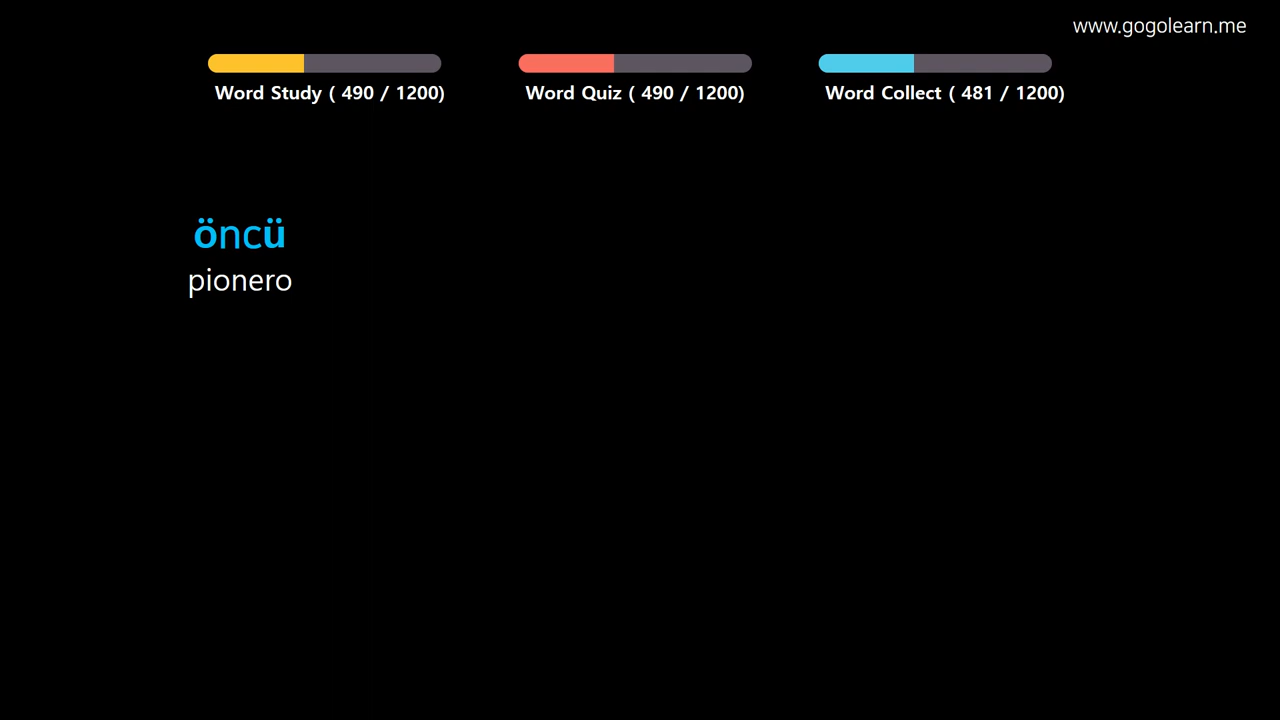 www.gogolearn.me
Word Study ( 490 / 1200)
Word Quiz ( 490 / 1200)
Word Collect ( 481 / 1200)
öncü
pionero